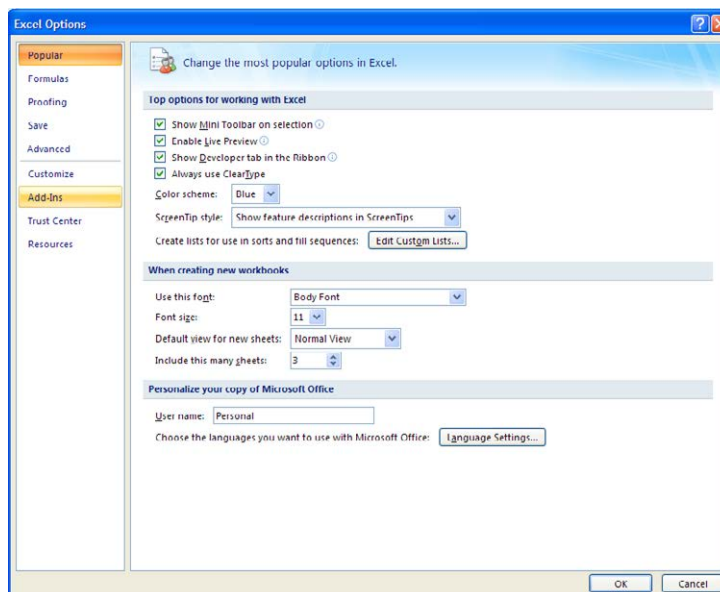 Excel Options
Popular
Formulas
Proofing
Save
Advanced
Customize
Add-Ins
Trust Center
Resources
Change the most popular options in Excel.
Top options for working with Excel
Show Mini Toolbar on selection
Enable Live Preview
Show Developer tab in the Ribbon
Always use ClearType
Color scheme: Blue
ScreenTip style: Show feature descriptions in ScreenTips
Create lists for use in sorts and fill sequences: Edit Custom Lists...
When creating new workbooks
Use this font: Body Font
Font size: 11
Default view for new sheets: Normal View
Include this many sheets: 3
Personalize your copy of Microsoft Office
User name: Personal
Choose the languages you want to use with Microsoft Office: Language Settings...
OK Cancel